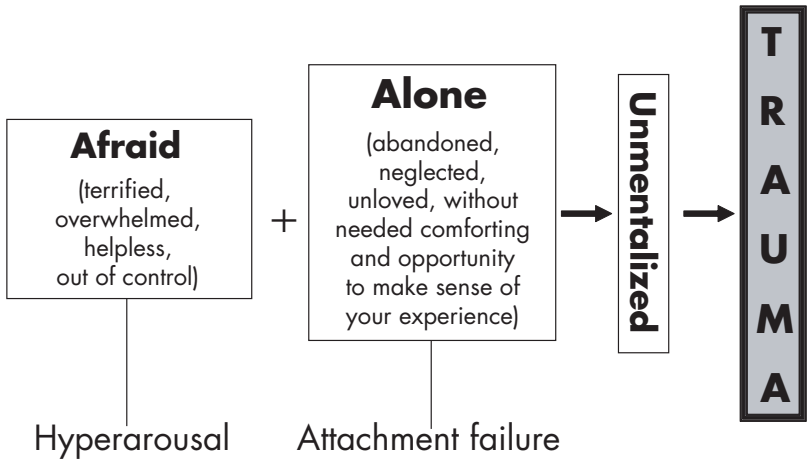 Afraid
(terrified,
overwhelmed,
helpless,
out of control)
+
Alone
(abandoned,
neglected,
unloved, without
needed comforting
and opportunity
to make sense of
your experience)
Unmentalized
TRAUMA
Hyperarousal
Attachment failure